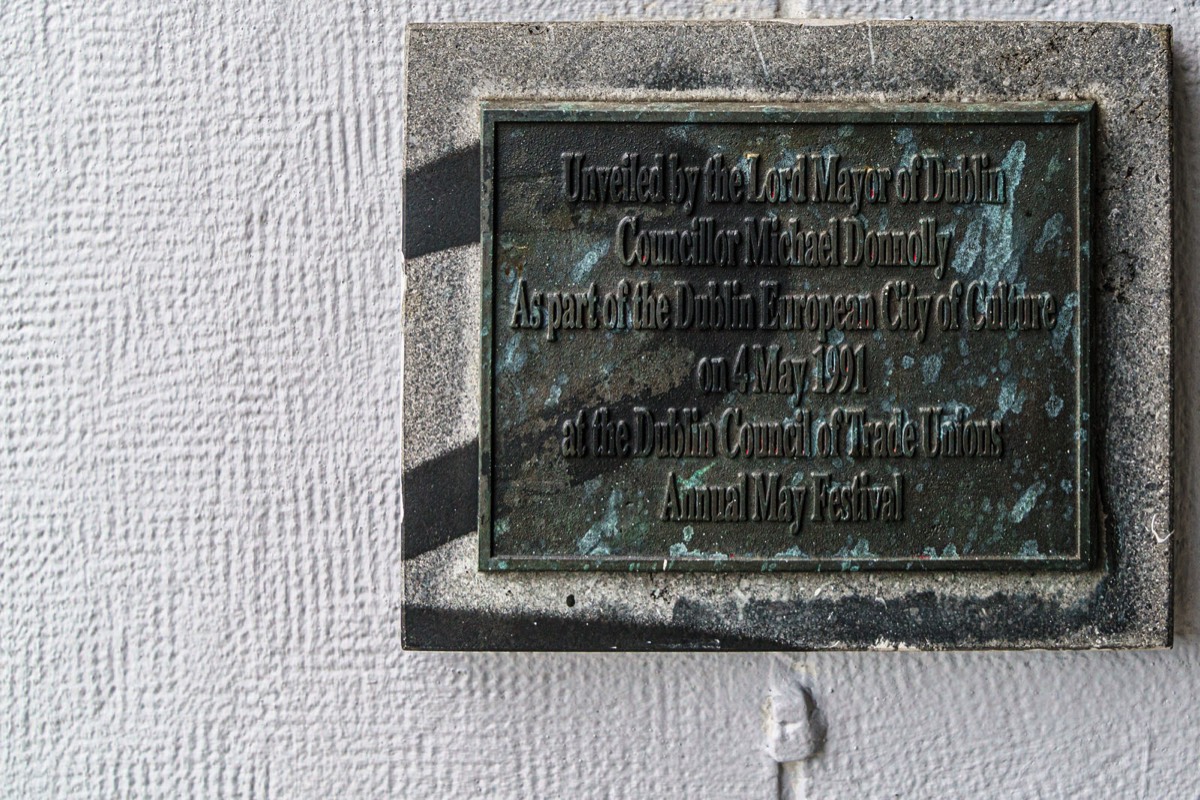 Unveiled by the Lord Mayor of Dublin
Councillor Michael Donnolly
As part of the Dublin European City of Culture
on 4 May 1991
at the Dublin Council of Trade Unions
Annual May Festival